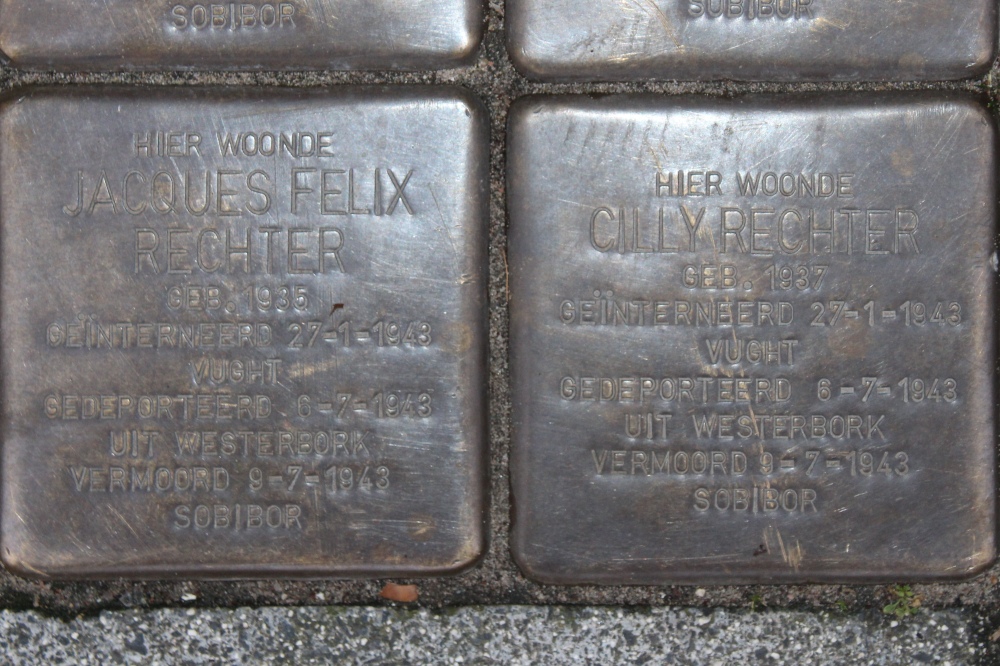 SOBIBOR
SOBIBOR
HIER WOONDE
JACQUES FELIX
RECHTER
GEB. 1935
GEÏNTERNEERD 27-1-1943
VUGHT
GEDEPORTEERD 6-7-1943
UIT WESTERBORK
VERMOORD 9-7-1943
SOBIBOR
HIER WOONDE
CILLY RECHTER
GEB. 1937
GEÏNTERNEERD 27-1-1943
VUGHT
GEDEPORTEERD 6-7-1943
UIT WESTERBORK
VERMOORD 9-7-1943
SOBIBOR